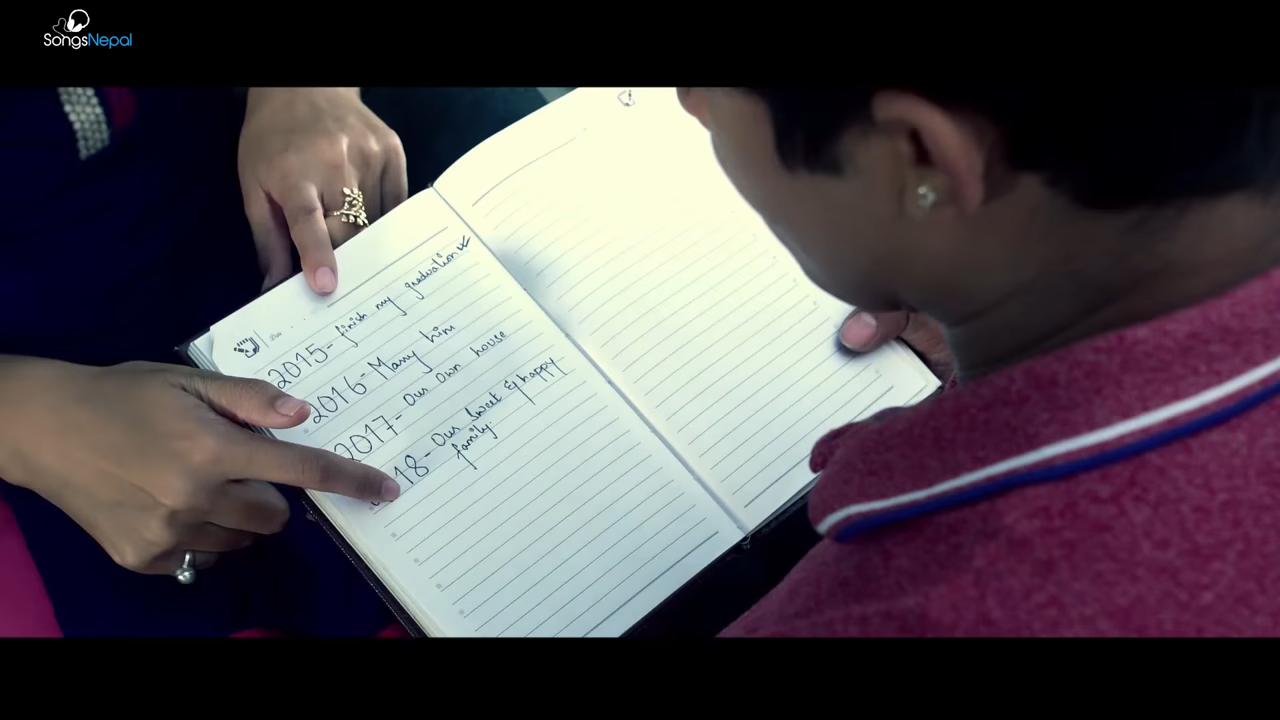 SongsNepal
2015- finish my graduation
2016- Marry him
2017- Our Own house
18- Our Sweet & happy
family.